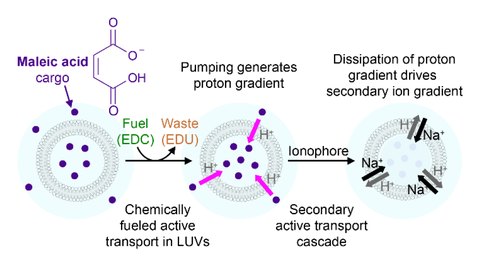 Maleic acid
cargo
O
O⁻
OH
O
Fuel
(EDC)
Waste
(EDU)
Chemically
fueled active
transport in LUVs
Pumping generates
proton gradient
H⁺
H⁺
H⁺
Ionophore
Secondary
active transport
cascade
Dissipation of proton
gradient drives
secondary ion gradient
H⁺
Na⁺
Na⁺
H⁺
Na⁺
H⁺